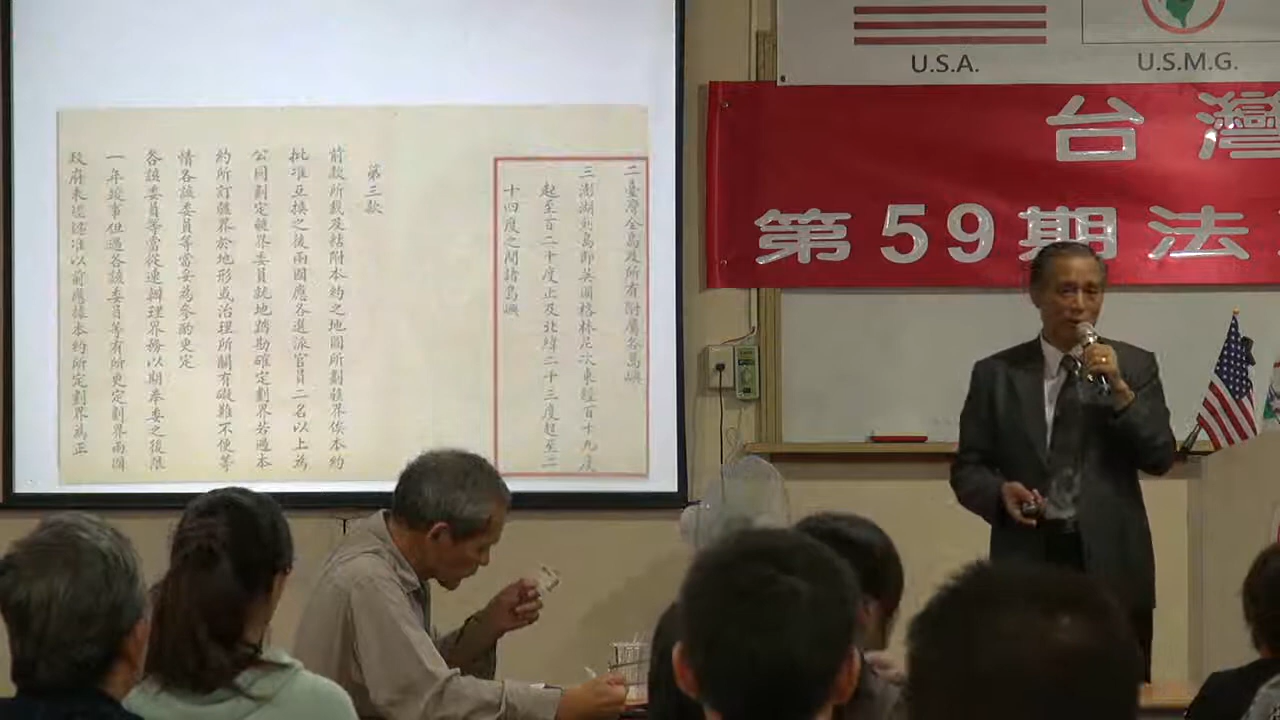 二臺灣全島及所有附屬各島嶼
三澎湖列島即英國格林尼次東經百十九度
起至百二十度止及北緯二十三度起至二
十四度之間諸島嶼
第三款
前款所載及粘附本約之地圖所劃疆界俟本約
批准互換之後兩國應各選派官員二名以上為
公同劃定疆界委員就地踏勘確定劃界若遇本
約所訂疆界於地形或治理所關有礙難不便等
情各該委員等當妥為參酌更定
各該委員等當從速辦理界務以期奉委之後限
一年竣事但遇各該委員等有所更定劃界兩國
政府未經認准以前應據本約所定劃界為正
U.S.A.
U.S.M.G.
台灣
第59期法